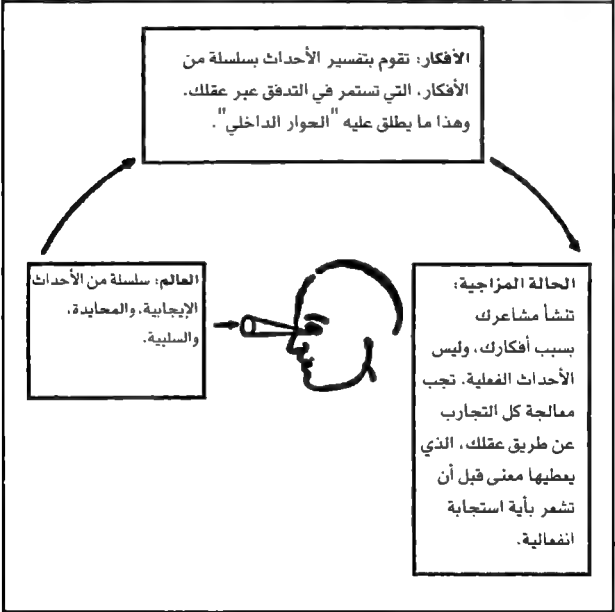 الأفكار: تقوم بتفسير الأحداث بسلسلة من
الأفكار، التي تستمر في التدفق عبر عقلك.
وهذا ما يطلق عليه "الحوار الداخلي".
العالم: سلسلة من الأحداث
الإيجابية، والمحايدة،
والسلبية.
الحالة المزاجية:
تنشأ مشاعرك
بسبب أفكارك، وليس
الأحداث الفعلية. تجب
معالجة كل التجارب
عن طريق عقلك، الذي
يعطيها معنى قبل أن
تشعر بأية استجابة
انفعالية.